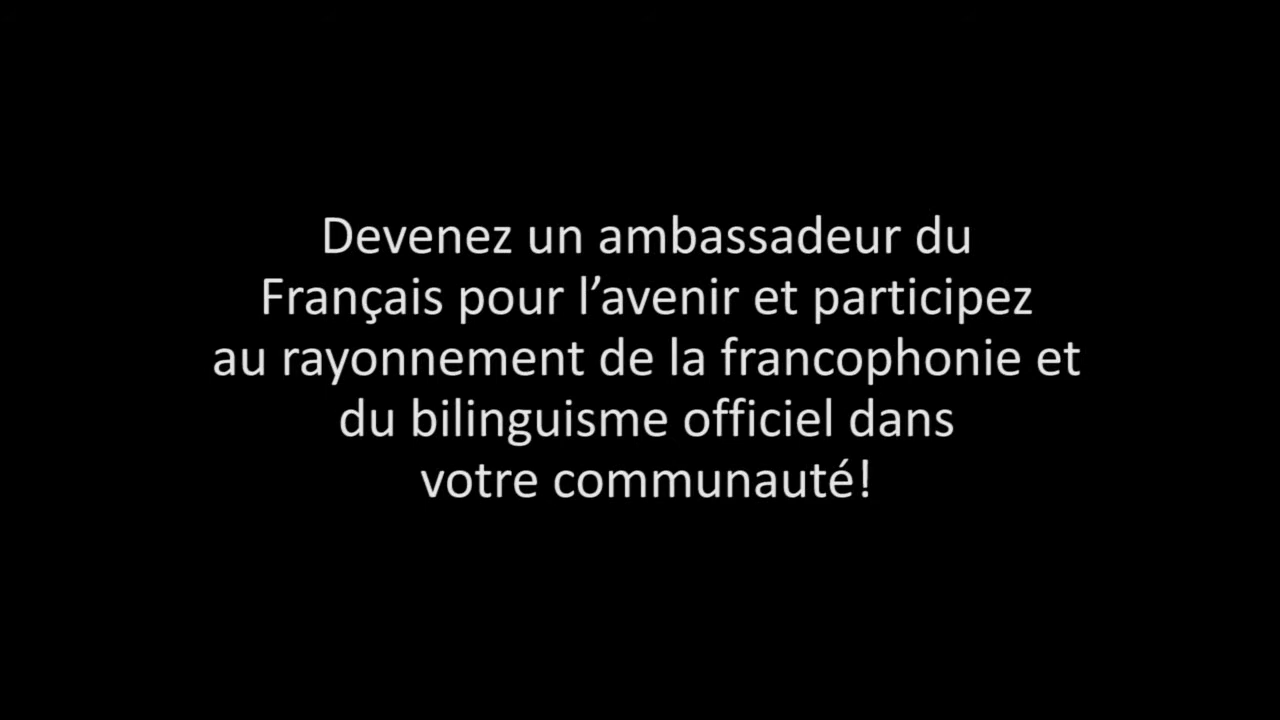 Devenez un ambassadeur du
Français pour l’avenir et participez
au rayonnement de la francophonie et
du bilinguisme officiel dans
votre communauté!